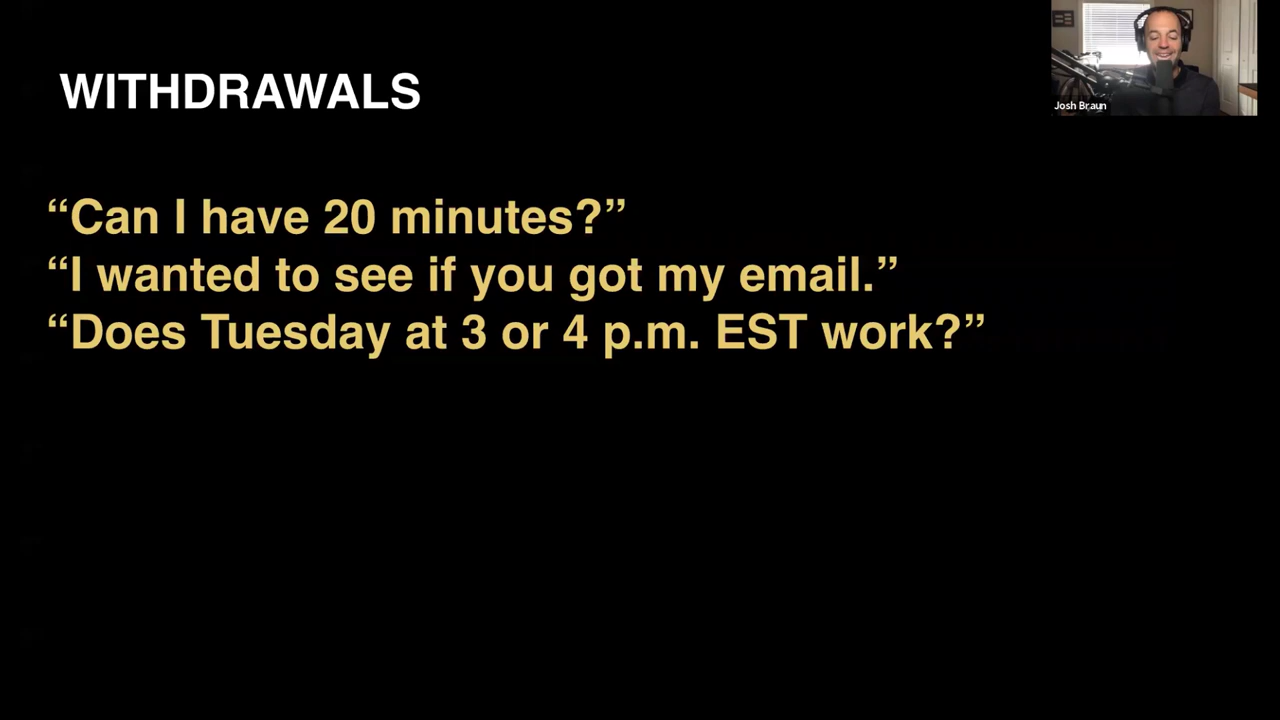 WITHDRAWALS
Josh Braun
“Can I have 20 minutes?”
“I wanted to see if you got my email.”
“Does Tuesday at 3 or 4 p.m. EST work?”